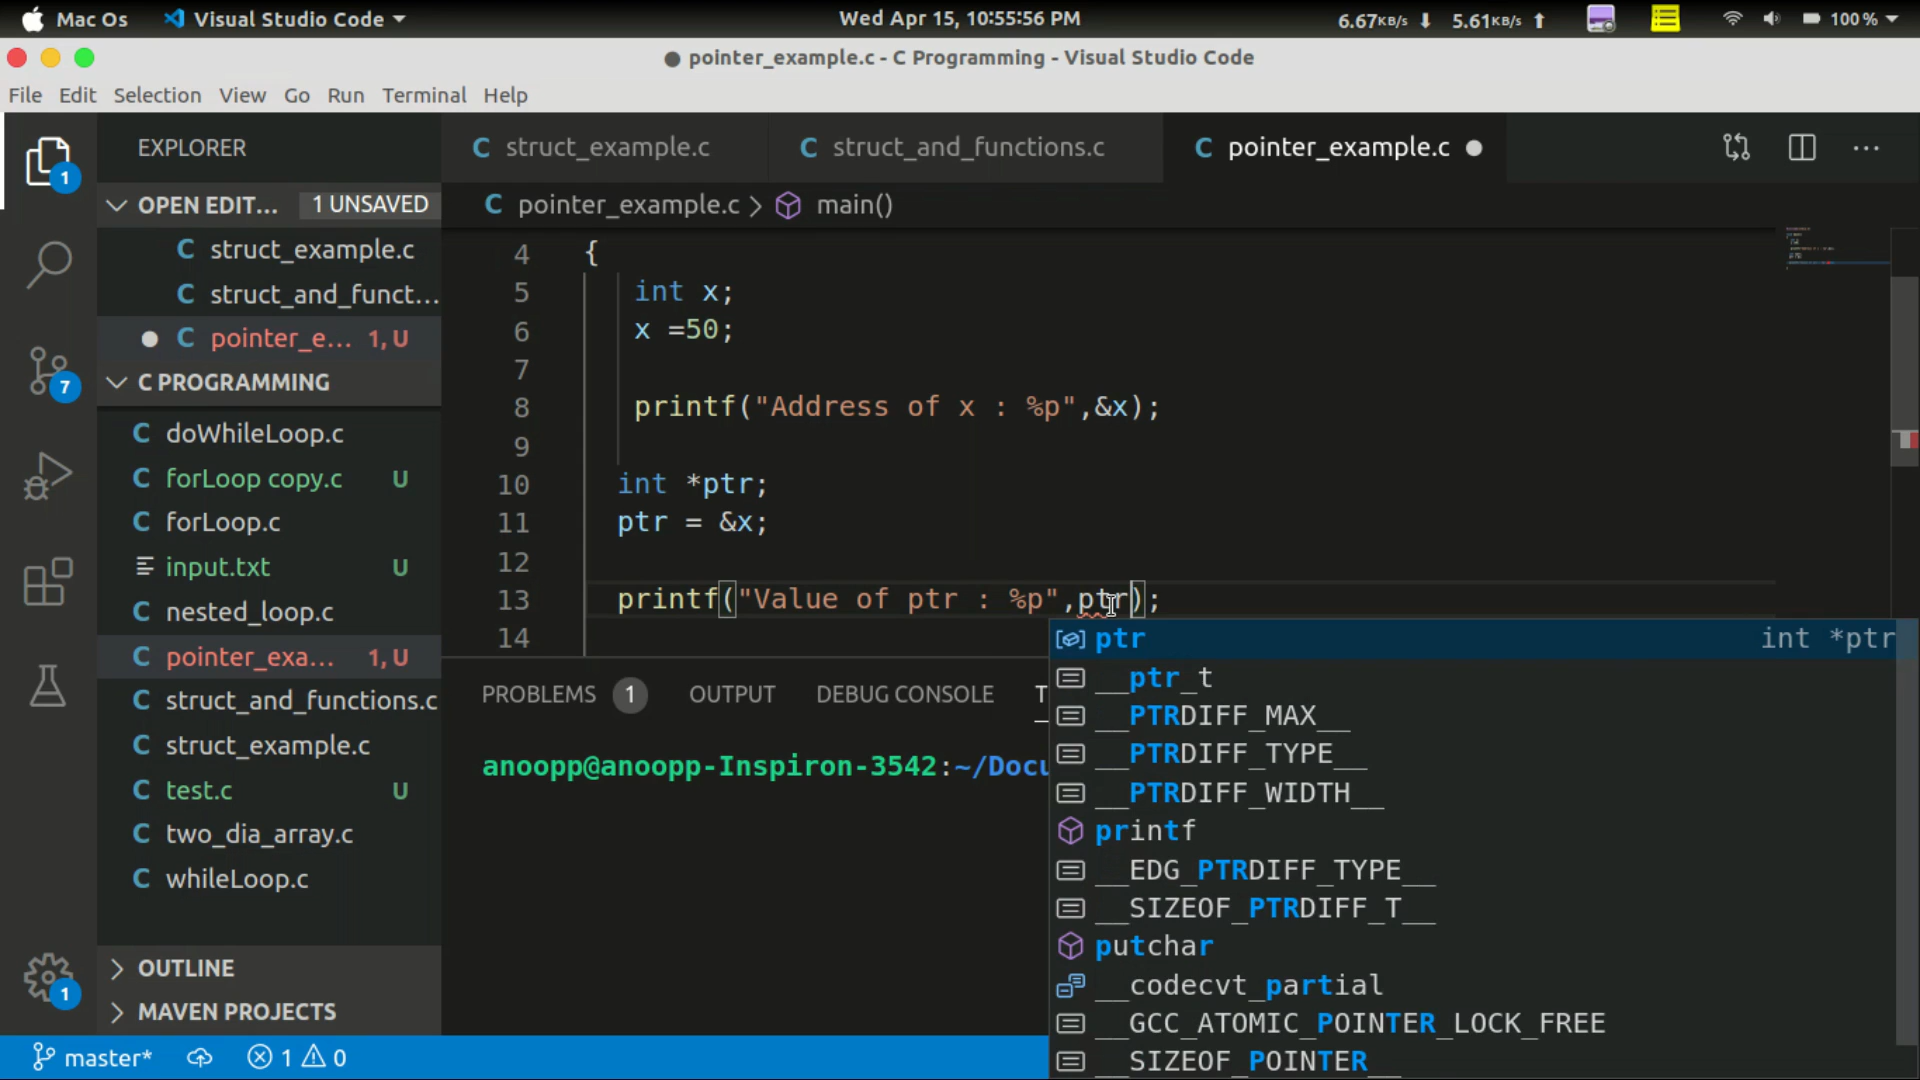 Mac Os Visual Studio Code Wed Apr 15, 10:55:56 PM 6.67KB/s 5.61KB/s 100 %
pointer_example.c - C Programming - Visual Studio Code
File Edit Selection View Go Run Terminal Help
EXPLORER
struct_example.c struct_and_functions.c pointer_example.c
1
OPEN EDIT... 1 UNSAVED
pointer_example.c > main()
struct_example.c
struct_and_funct...
pointer_e... 1, U
C PROGRAMMING
7
doWhileLoop.c
forLoop copy.c U
forLoop.c
input.txt U
nested_loop.c
pointer_exa... 1, U
struct_and_functions.c
struct_example.c
test.c U
two_dia_array.c
whileLoop.c
OUTLINE
1
MAVEN PROJECTS
4 {
5 int x;
6 x =50;
7
8 printf("Address of x : %p",&x);
9
10 int *ptr;
11 ptr = &x;
12
13 printf("Value of ptr : %p",ptr);
14
ptr int *ptr
__ptr_t
__PTRDIFF_MAX__
__PTRDIFF_TYPE__
__PTRDIFF_WIDTH__
printf
__EDG_PTRDIFF_TYPE__
__SIZEOF_PTRDIFF_T__
putchar
__codecvt_partial
__GCC_ATOMIC_POINTER_LOCK_FREE
__SIZEOF_POINTER__
PROBLEMS 1 OUTPUT DEBUG CONSOLE T
anoopp@anoopp-Inspiron-3542:~/Docu
master* 1 0